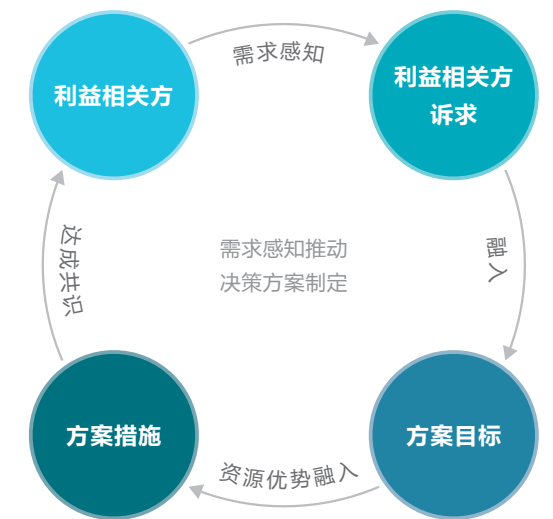 利益相关方
需求感知
利益相关方
诉求
达成共识
需求感知推动
决策方案制定
融入
方案措施
资源优势融入
方案目标